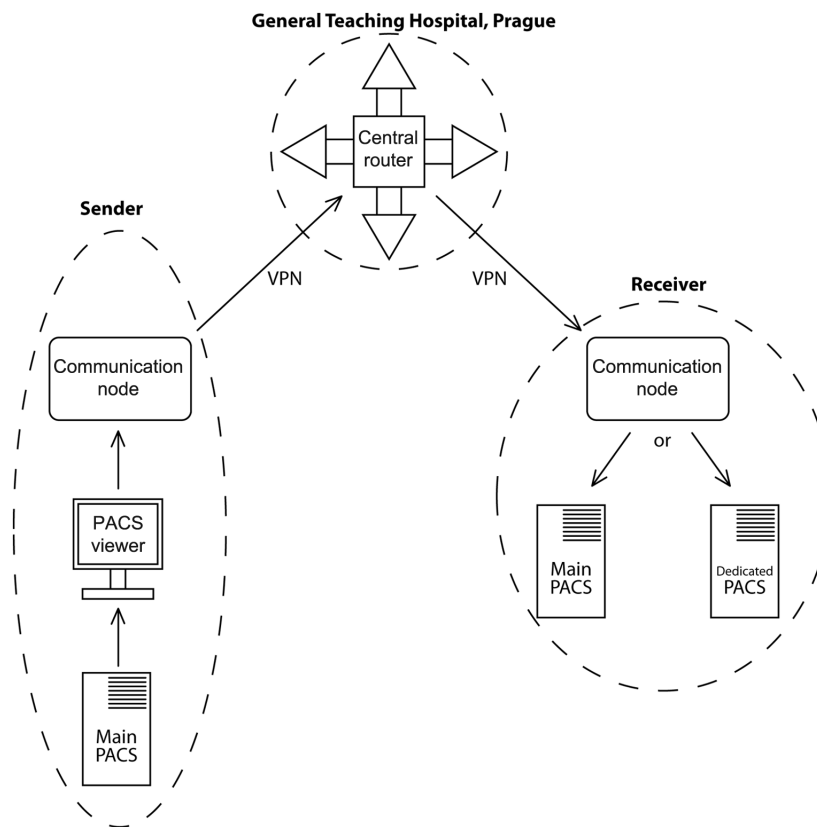 General Teaching Hospital, Prague
Central
router
Sender
VPN
VPN
Receiver
Communication
node
Communication
node
or
PACS
viewer
Main
PACS
Dedicated
PACS
Main
PACS